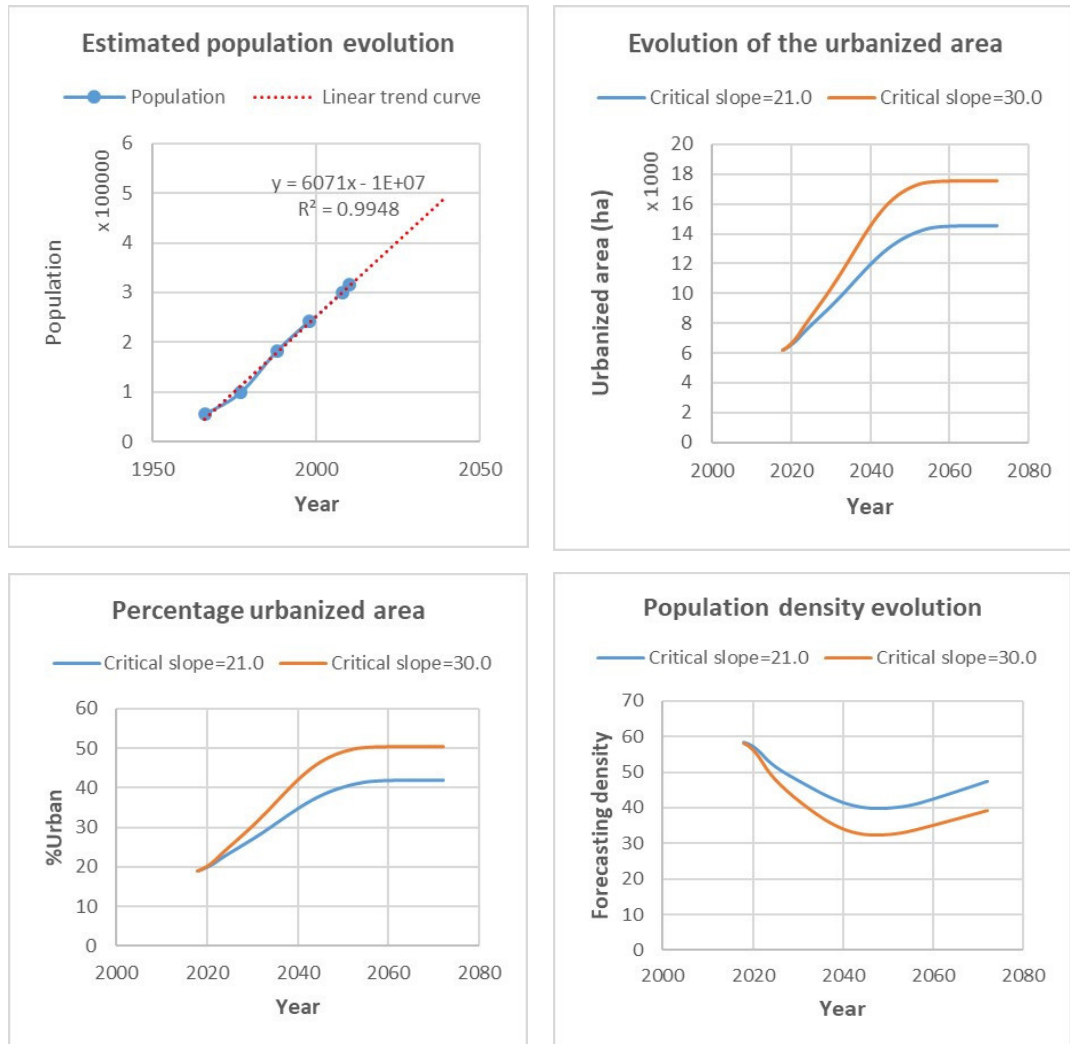 Estimated population evolution
Population Linear trend curve
x 100000
Population
6
5
4
3
2
1
0
y = 6071x - 1E+07
R² = 0.9948
1950 2000 2050
Year
Evolution of the urbanized area
Critical slope=21.0 Critical slope=30.0
Urbanized area (ha)
x 1000
20
18
16
14
12
10
8
6
4
2
0
2000 2020 2040 2060 2080
Year
Percentage urbanized area
Critical slope=21.0 Critical slope=30.0
%Urban
60
50
40
30
20
10
0
2000 2020 2040 2060 2080
Year
Population density evolution
Critical slope=21.0 Critical slope=30.0
Forecasting density
70
60
50
40
30
20
10
0
2000 2020 2040 2060 2080
Year